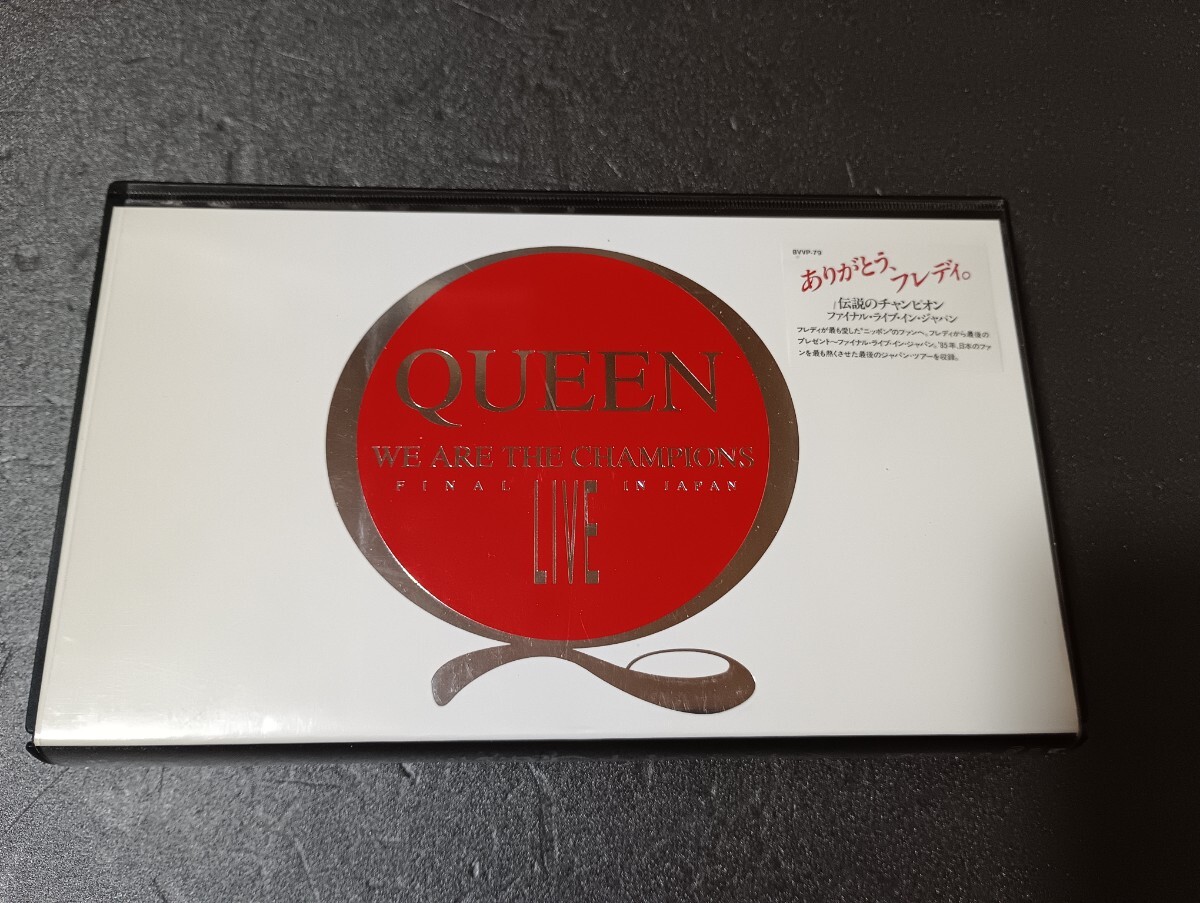 QUEEN
WE ARE THE CHAMPIONS
FINAL LIVE IN JAPAN
BVVP-79
ありがとう、
フレディ。
伝説のチャンピオン
ファイナル・ライブ・イン・ジャパン
フレディが最も愛した"ニッポン"のファンへ。フレディから最後の
プレゼント〜ファイナル・ライブ・イン・ジャパン。'85年、日本のファ
ンを最も熱くさせた最後のジャパン・ツアーを収録。